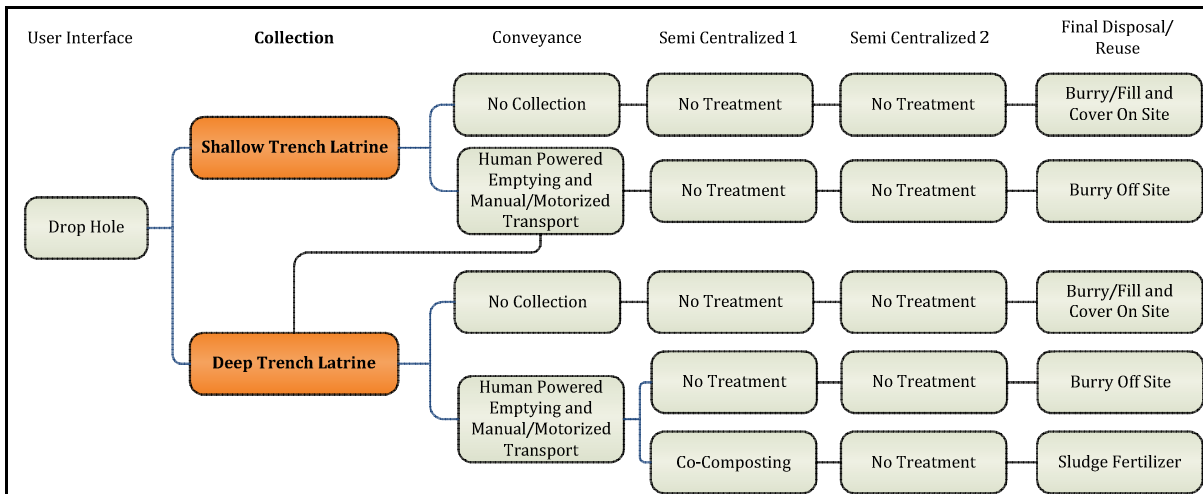 User Interface
Collection
Conveyance
Semi Centralized 1
Semi Centralized 2
Final Disposal/
Reuse
No Collection
No Treatment
No Treatment
Burry/Fill and
Cover On Site
Shallow Trench Latrine
Human Powered
Emptying and
Manual/Motorized
Transport
No Treatment
No Treatment
Burry Off Site
Drop Hole
No Collection
No Treatment
No Treatment
Burry/Fill and
Cover On Site
Deep Trench Latrine
Human Powered
Emptying and
Manual/Motorized
Transport
No Treatment
No Treatment
Burry Off Site
Co-Composting
No Treatment
Sludge Fertilizer